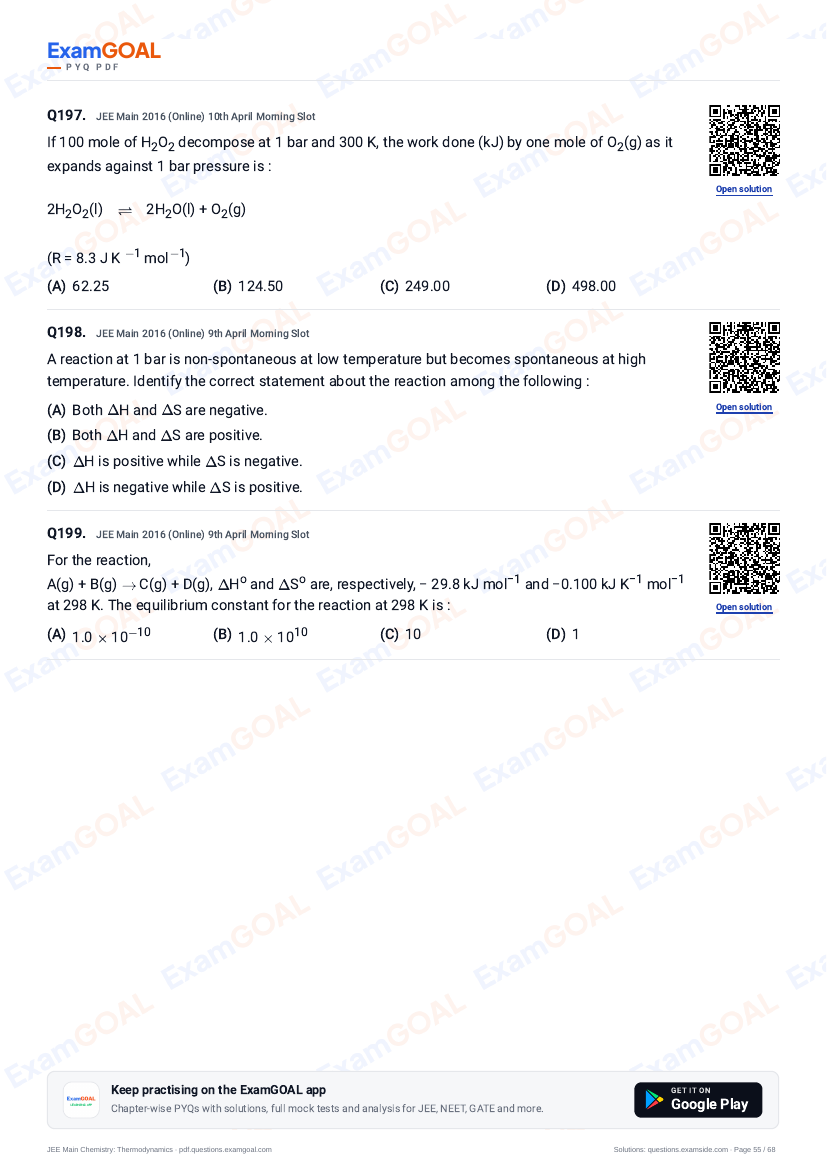 ExamGOAL
PYQ PDF
Q197. JEE Main 2016 (Online) 10th April Morning Slot
If 100 mole of H₂O₂ decompose at 1 bar and 300 K, the work done (kJ) by one mole of O₂(g) as it
expands against 1 bar pressure is :
2H₂O₂(l) ⇌ 2H₂O(l) + O₂(g)
(R = 8.3 J K ⁻¹ mol⁻¹)
(A) 62.25 (B) 124.50 (C) 249.00 (D) 498.00
Open solution
Q198. JEE Main 2016 (Online) 9th April Morning Slot
A reaction at 1 bar is non-spontaneous at low temperature but becomes spontaneous at high
temperature. Identify the correct statement about the reaction among the following :
(A) Both ΔH and ΔS are negative.
(B) Both ΔH and ΔS are positive.
(C) ΔH is positive while ΔS is negative.
(D) ΔH is negative while ΔS is positive.
Open solution
Q199. JEE Main 2016 (Online) 9th April Morning Slot
For the reaction,
A(g) + B(g) → C(g) + D(g), ΔHº and ΔSº are, respectively, − 29.8 kJ mol⁻¹ and −0.100 kJ K⁻¹ mol⁻¹
at 298 K. The equilibrium constant for the reaction at 298 K is :
(A) 1.0 × 10⁻¹⁰ (B) 1.0 × 10¹⁰ (C) 10 (D) 1
Open solution
Keep practising on the ExamGOAL app
Chapter-wise PYQs with solutions, full mock tests and analysis for JEE, NEET, GATE and more.
GET IT ON
Google Play
JEE Main Chemistry: Thermodynamics · pdf.questions.examgoal.com
Solutions: questions.examside.com · Page 55 / 68